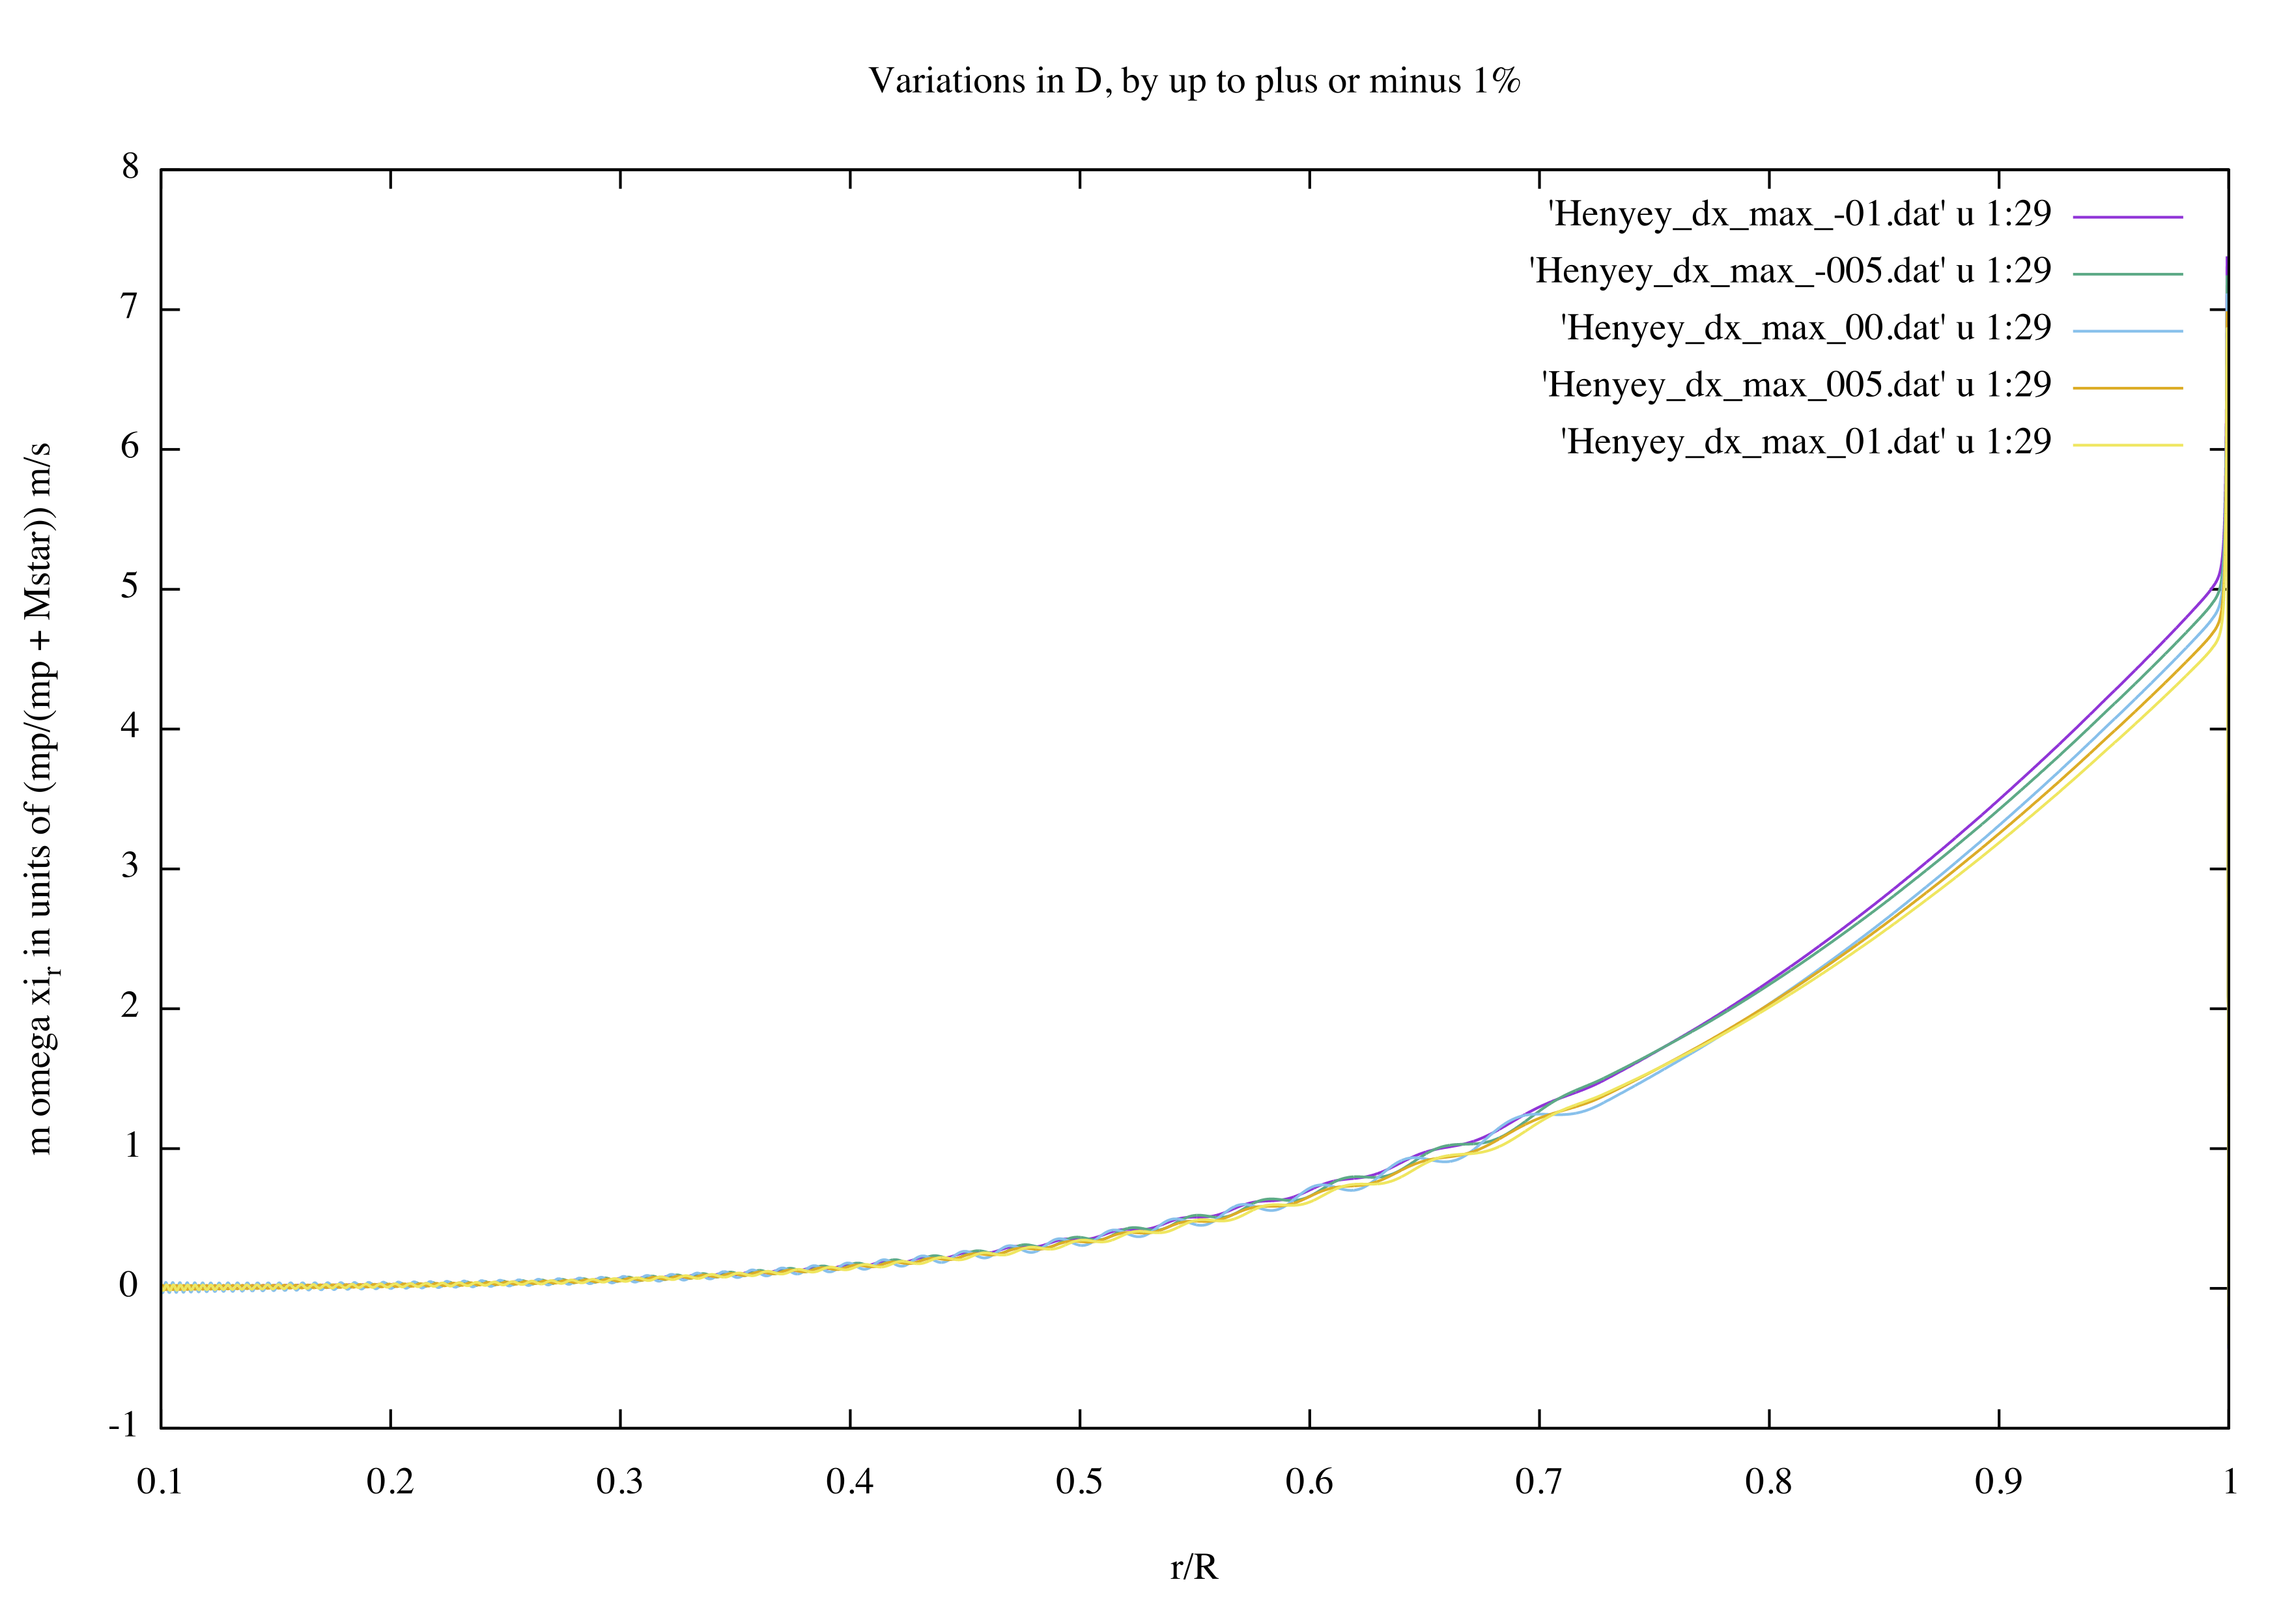 Variations in D, by up to plus or minus 1%
m omega xi_r in units of (mp/(mp + Mstar)) m/s
8
7
6
5
4
3
2
1
0
-1
'Henyey_dx_max_-01.dat' u 1:29
'Henyey_dx_max_-005.dat' u 1:29
'Henyey_dx_max_00.dat' u 1:29
'Henyey_dx_max_005.dat' u 1:29
'Henyey_dx_max_01.dat' u 1:29
0.1 0.2 0.3 0.4 0.5 0.6 0.7 0.8 0.9 1
r/R